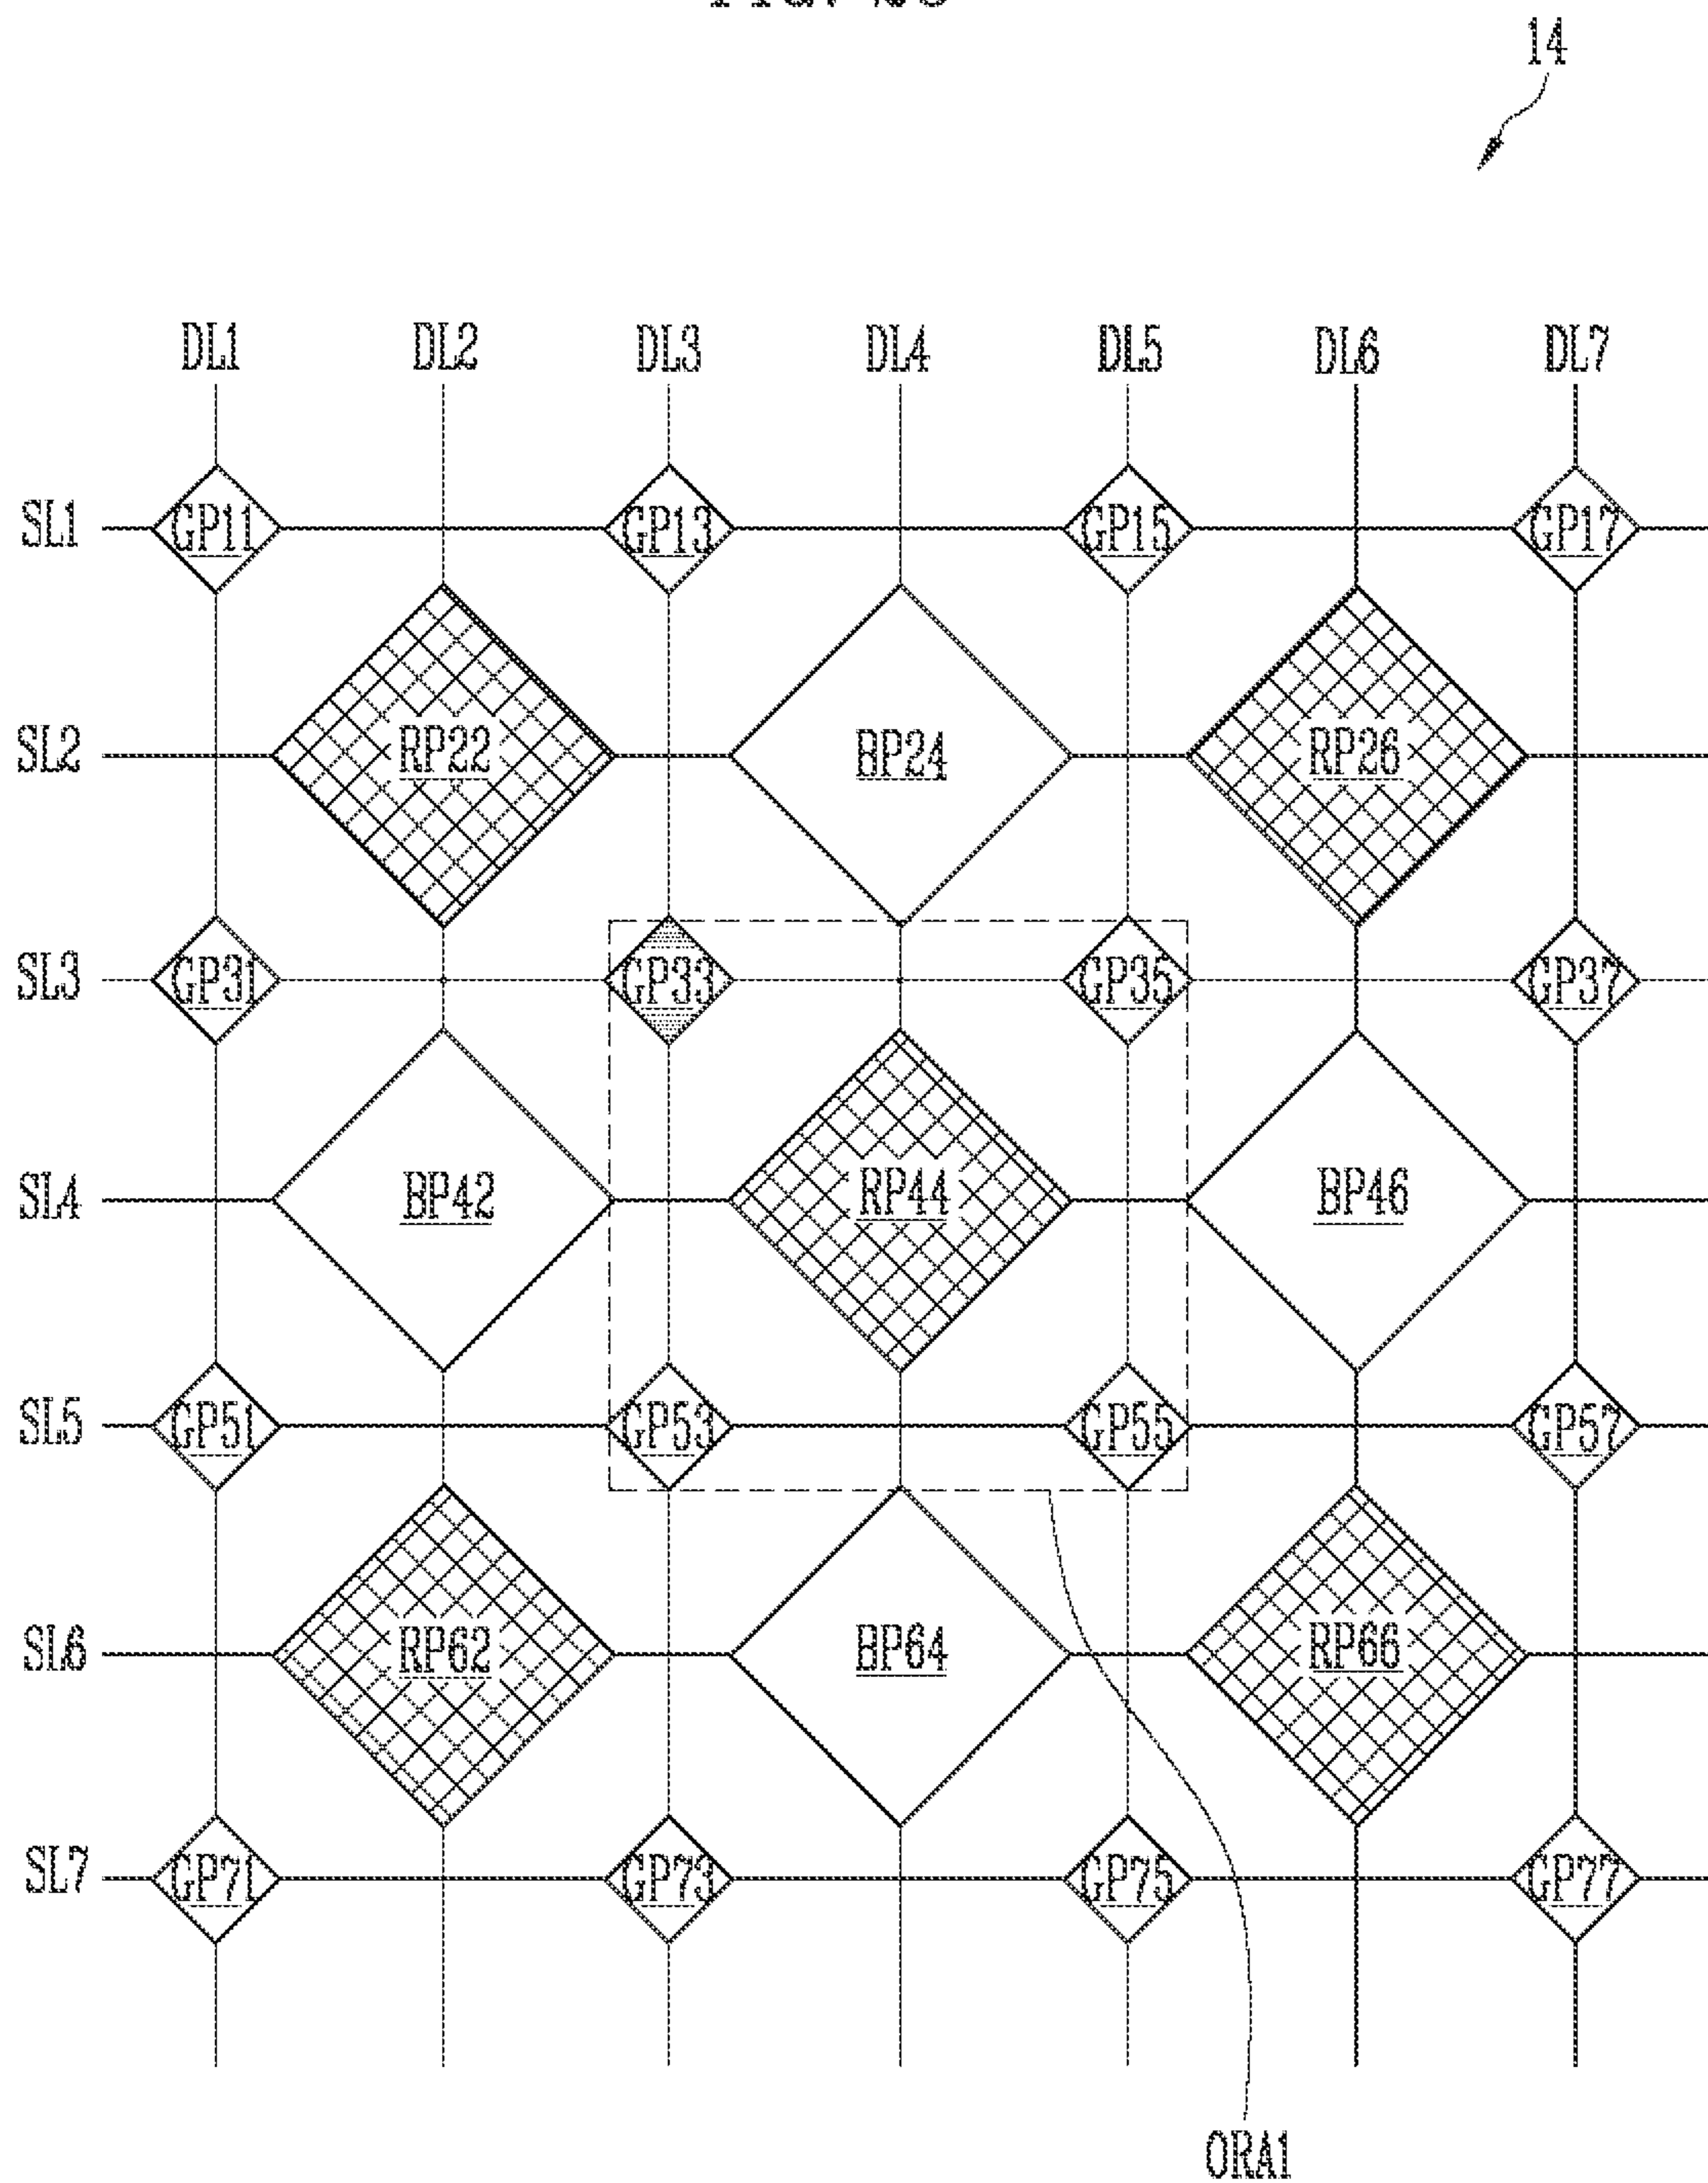 14
DL1 DL2 DL3 DL4 DL5 DL6 DL7
SL1 GP11 GP13 GP15 GP17
SL2 RP22 BP24 RP26
SL3 GP31 GP33 GP35 GP37
SL4 BP42 RP44 BP46
SL5 GP51 GP53 GP55 GP57
SL6 RP62 BP64 RP66
SL7 GP71 GP73 GP75 GP77
ORA1